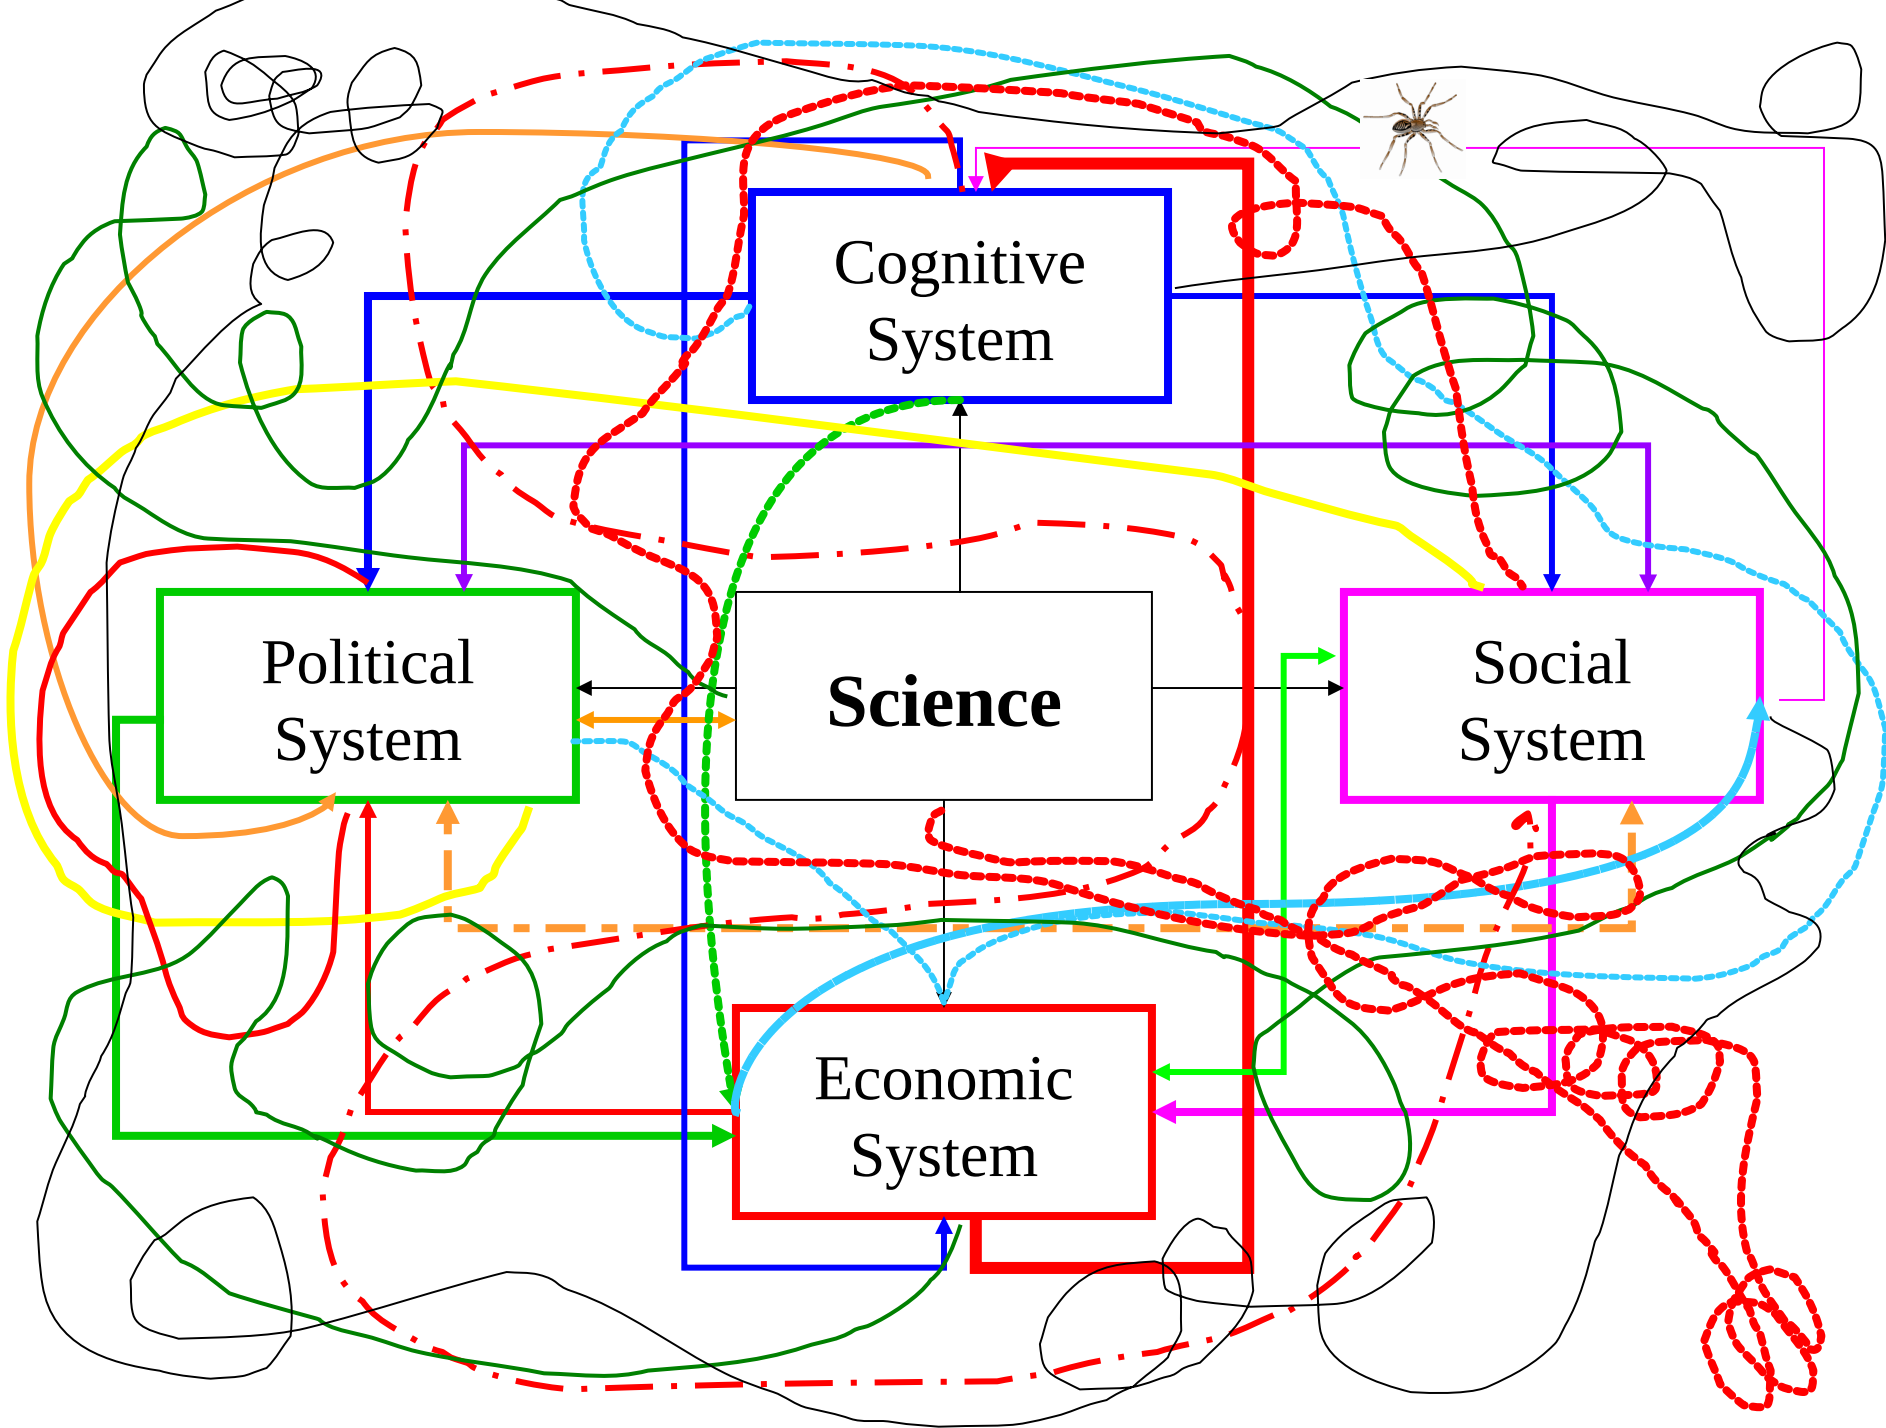 Cognitive
System
Political
System
Science
Social
System
Economic
System